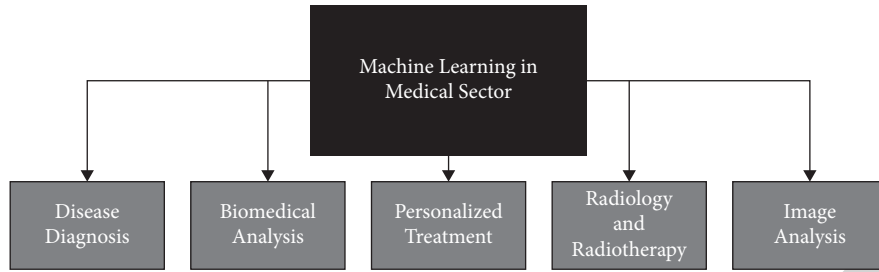 Machine Learning in
Medical Sector
Disease
Diagnosis
Biomedical
Analysis
Personalized
Treatment
Radiology
and
Radiotherapy
Image
Analysis